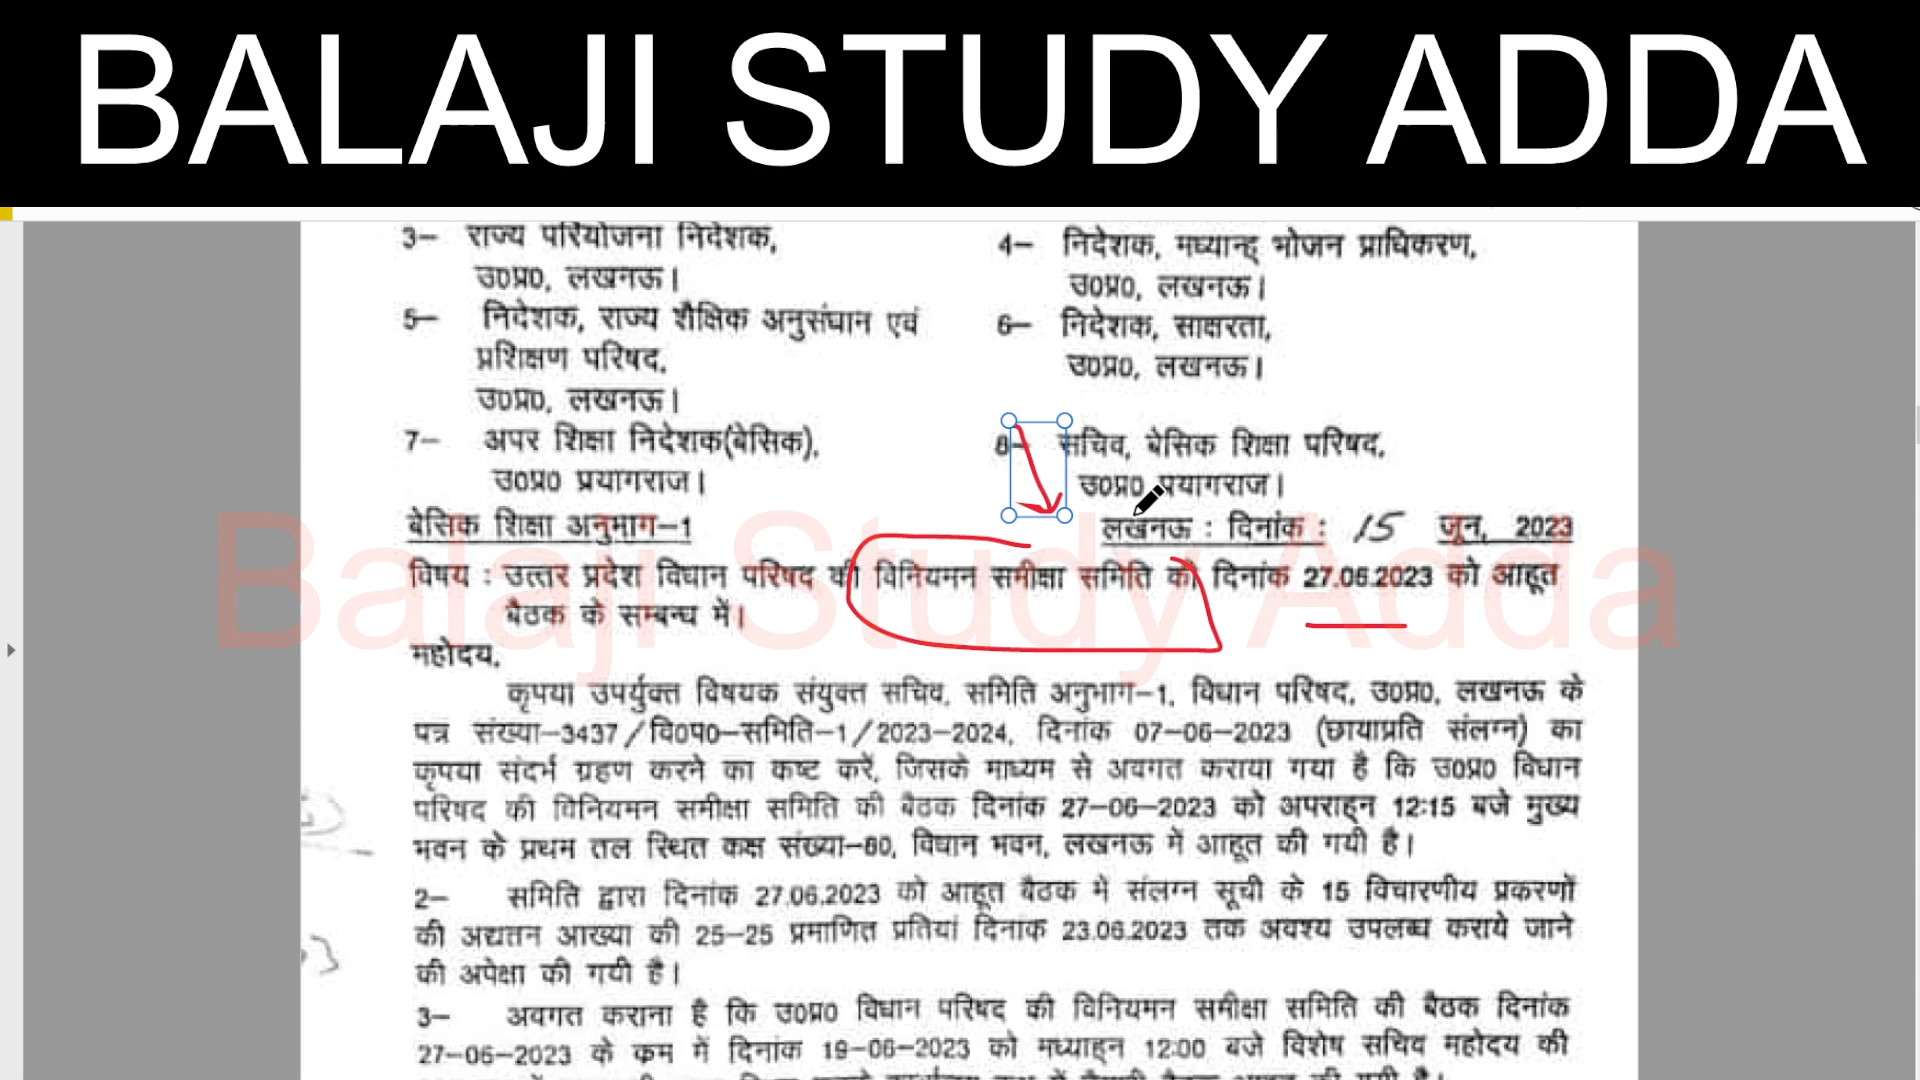 BALAJI STUDY ADDA
3– राज्य परियोजना निदेशक,
उ0प्र0, लखनऊ।
4– निदेशक, मध्यान्ह भोजन प्राधिकरण,
उ0प्र0, लखनऊ।
5– निदेशक, राज्य शैक्षिक अनुसंधान एवं
प्रशिक्षण परिषद,
उ0प्र0, लखनऊ।
6– निदेशक, साक्षरता,
उ0प्र0, लखनऊ।
7– अपर शिक्षा निदेशक(बेसिक),
उ0प्र0 प्रयागराज।
8– सचिव, बेसिक शिक्षा परिषद,
उ0प्र0 प्रयागराज।
बेसिक शिक्षा अनुभाग–1
लखनऊ : दिनांक : 15 जून, 2023
विषय : उत्तर प्रदेश विधान परिषद की विनियमन समीक्षा समिति की दिनांक 27.06.2023 को आहूत
बैठक के सम्बन्ध में।
Balaji Study Adda
महोदय,
कृपया उपर्युक्त विषयक संयुक्त सचिव, समिति अनुभाग–1, विधान परिषद, उ0प्र0, लखनऊ के
पत्र संख्या–3437/वि0प0–समिति–1/2023–2024, दिनांक 07–06–2023 (छायाप्रति संलग्न) का
कृपया संदर्भ ग्रहण करने का कष्ट करें, जिसके माध्यम से अवगत कराया गया है कि उ0प्र0 विधान
परिषद की विनियमन समीक्षा समिति की बैठक दिनांक 27–06–2023 को अपराह्न 12:15 बजे मुख्य
भवन के प्रथम तल स्थित कक्ष संख्या–80, विधान भवन, लखनऊ में आहूत की गयी है।
2– समिति द्वारा दिनांक 27.06.2023 को आहूत बैठक में संलग्न सूची के 15 विचारणीय प्रकरणों
की अद्यतन आख्या की 25–25 प्रमाणित प्रतियां दिनांक 23.06.2023 तक अवश्य उपलब्ध कराये जाने
की अपेक्षा की गयी है।
3– अवगत कराना है कि उ0प्र0 विधान परिषद की विनियमन समीक्षा समिति की बैठक दिनांक
27–06–2023 के क्रम में दिनांक 19–06–2023 को मध्याह्न 12:00 बजे विशेष सचिव महोदय की